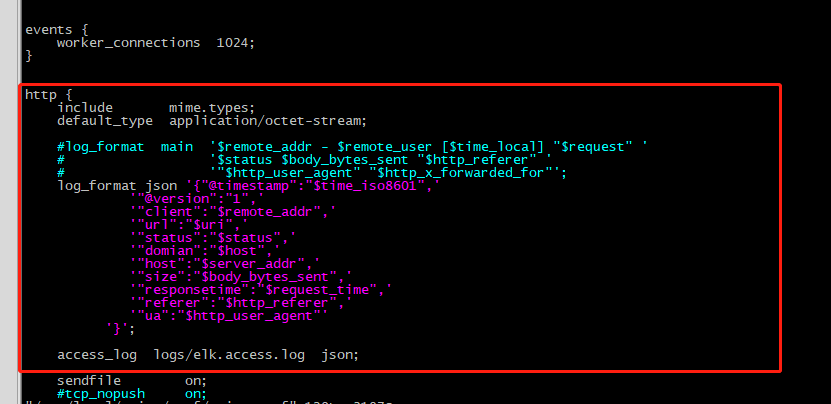 events {
    worker_connections  1024;
}
http {
    include       mime.types;
    default_type  application/octet-stream;
    #log_format  main  '$remote_addr - $remote_user [$time_local] "$request" '
    #                  '$status $body_bytes_sent "$http_referer" '
    #                  '"$http_user_agent" "$http_x_forwarded_for"';
    log_format json '{"@timestamp":"$time_iso8601",'
             '"@version":"1",'
             '"client":"$remote_addr",'
             '"url":"$uri",'
             '"status":"$status",'
             '"domian":"$host",'
             '"host":"$server_addr",'
             '"size":"$body_bytes_sent",'
             '"responsetime":"$request_time",'
             '"referer":"$http_referer",'
             '"ua":"$http_user_agent"'
          '}';
    access_log  logs/elk.access.log  json;
    sendfile        on;
    #tcp_nopush     on;